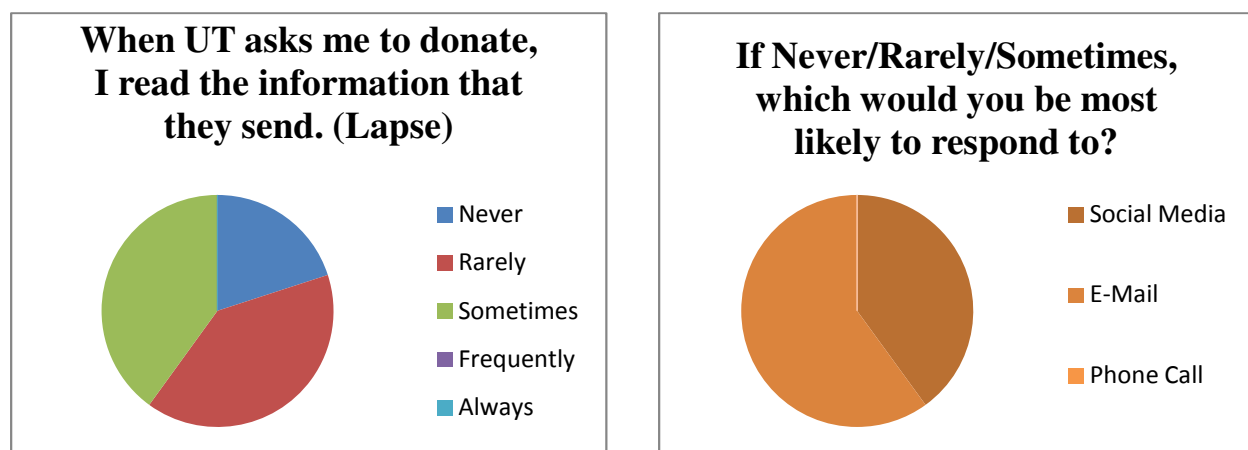 When UT asks me to donate,
I read the information that
they send. (Lapse)
Never
Rarely
Sometimes
Frequently
Always
If Never/Rarely/Sometimes,
which would you be most
likely to respond to?
Social Media
E-Mail
Phone Call